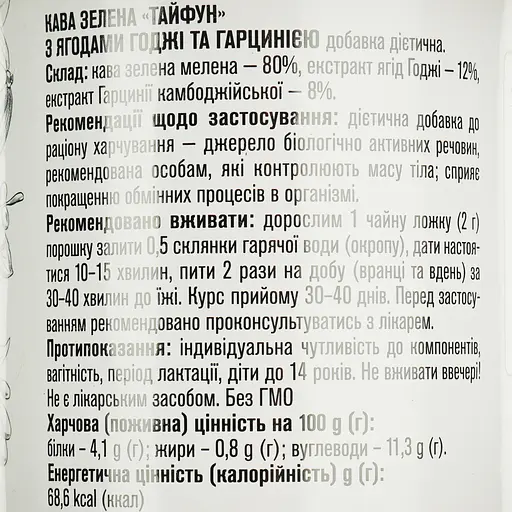 КАВА ЗЕЛЕНА «ТАЙФУН»
З ЯГОДАМИ ГОДЖІ ТА ГАРЦИНІЄЮ добавка дієтична.
Склад: кава зелена мелена – 80%, екстракт ягід Годжі – 12%,
екстракт Гарцинії камбоджійської – 8%.
Рекомендації щодо застосування: дієтична добавка до
раціону харчування – джерело біологічно активних речовин,
рекомендована особам, які контролюють масу тіла; сприяє
покращенню обмінних процесів в організмі.
Рекомендовано вживати: дорослим 1 чайну ложку (2 г)
порошку залити 0,5 склянки гарячої води (окропу), дати настоя-
тися 10–15 хвилин, пити 2 рази на добу (вранці та вдень) за
30–40 хвилин до їжі. Курс прийому 30–40 днів. Перед застосу-
ванням рекомендовано проконсультуватись з лікарем.
Протипоказання: індивідуальна чутливість до компонентів,
вагітність, період лактації, діти до 14 років. Не вживати ввечері!
Не є лікарським засобом. Без ГМО
Харчова (поживна) цінність на 100 g (г):
білки – 4,1 g (г); жири – 0,8 g (г); вуглеводи – 11,3 g (г).
Енергетична цінність (калорійність) g (г):
68,6 kcal (ккал)